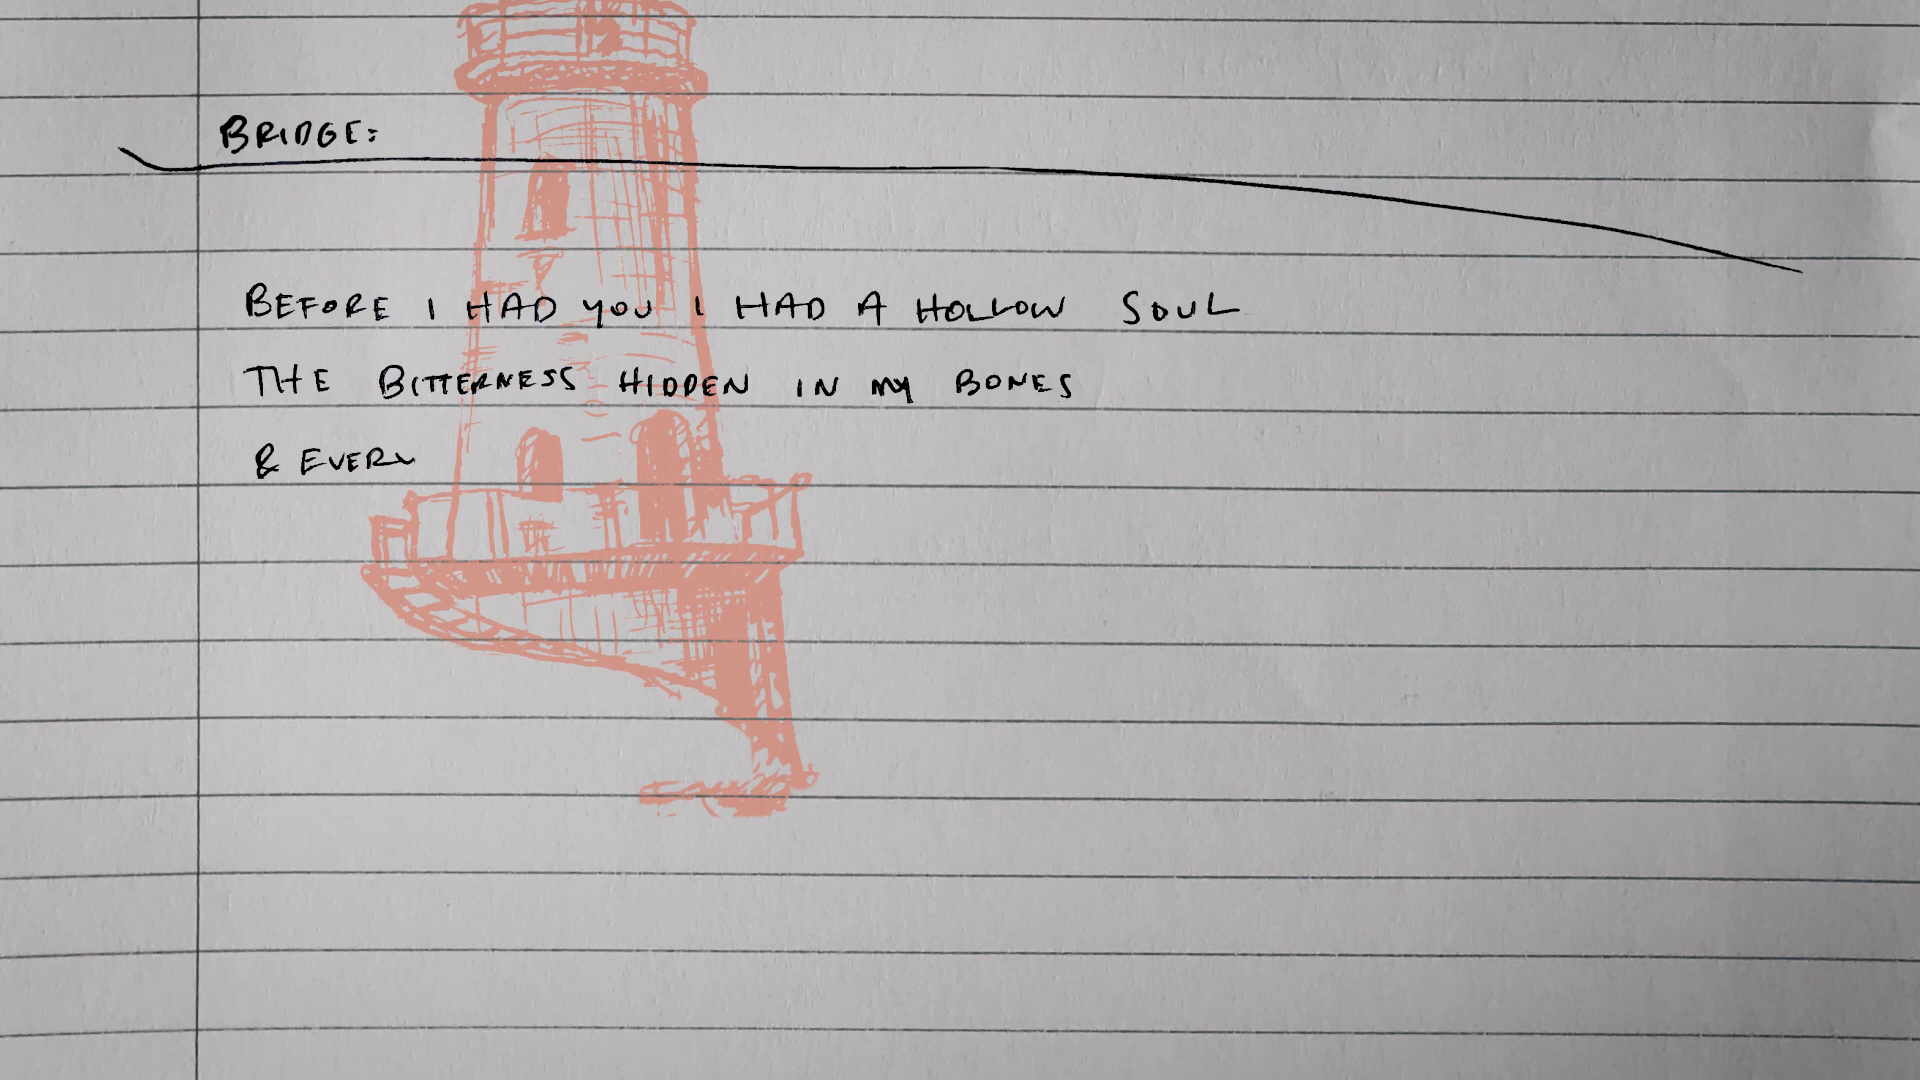 BRIDGE:
BEFORE I HAD YOU I HAD A HOLLOW SOUL
THE BITTERNESS HIDDEN IN MY BONES
& EVERY